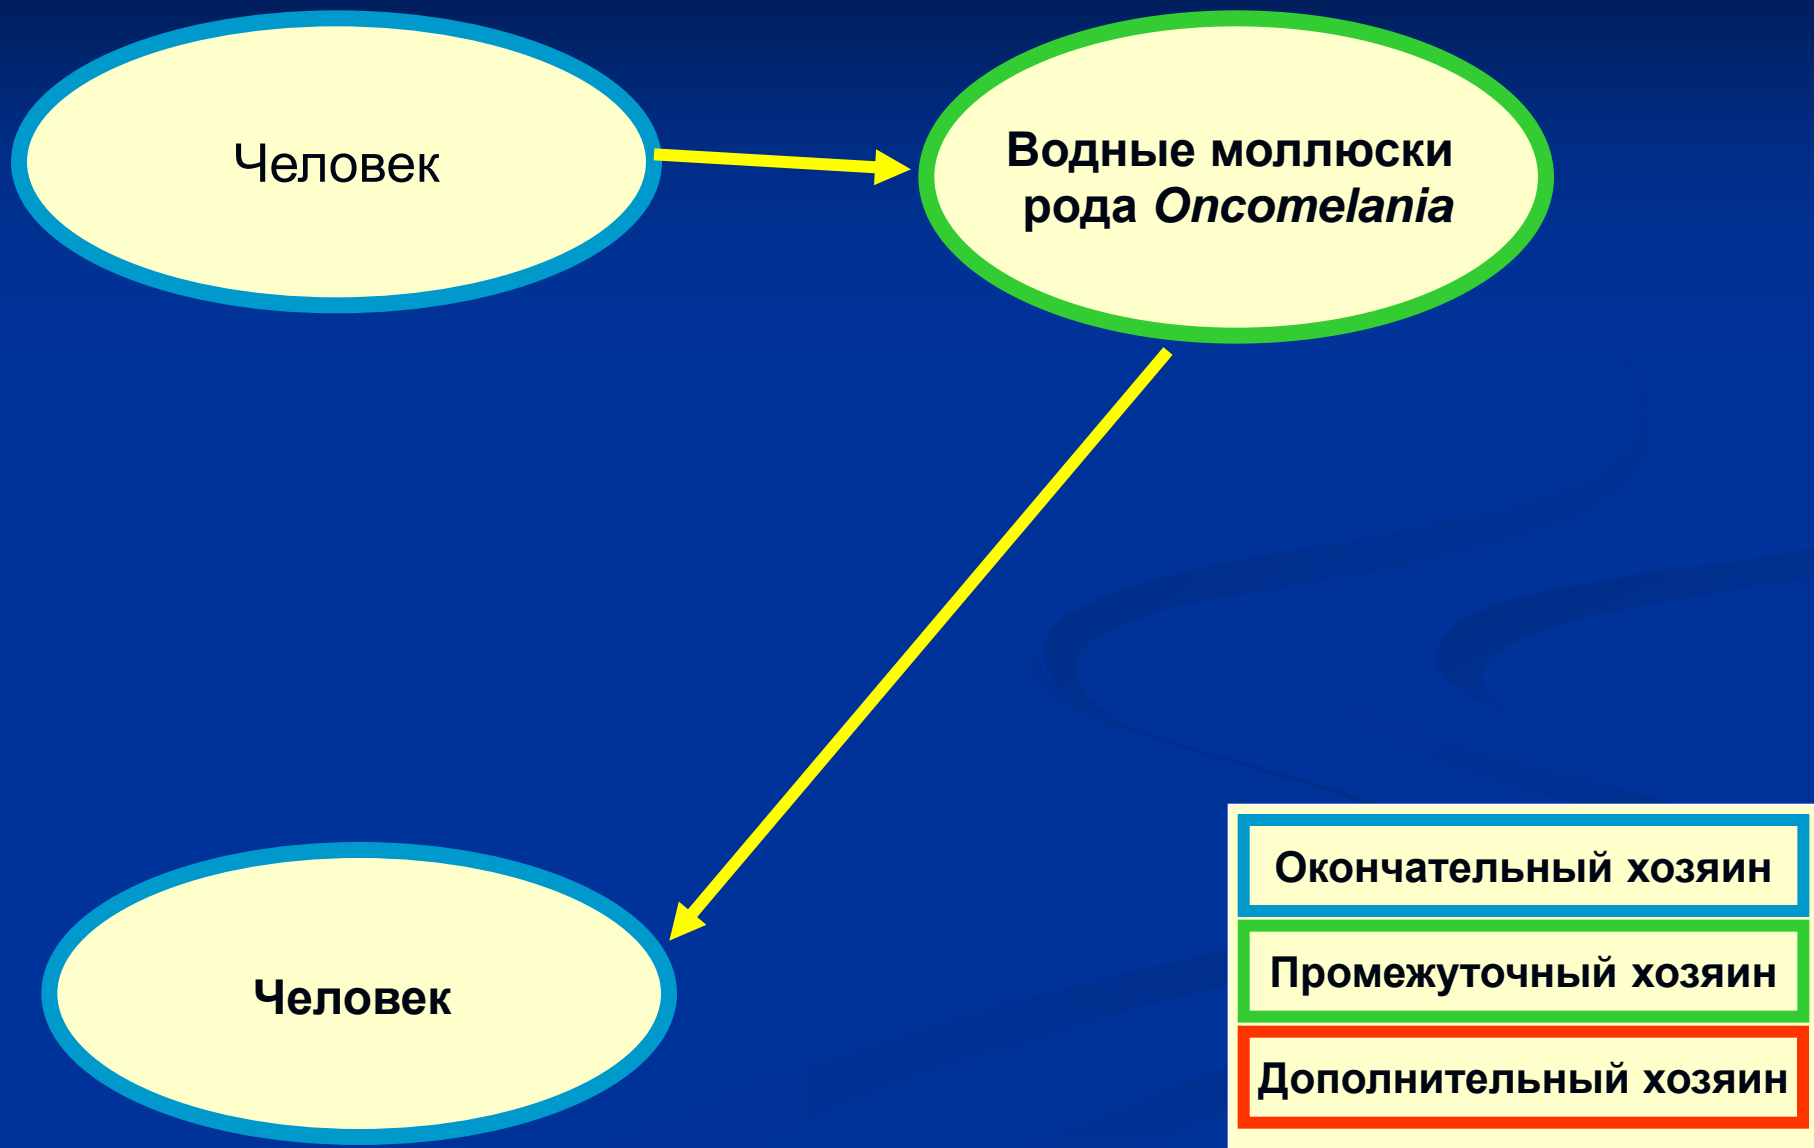 Человек
Водные моллюски
рода Oncomelania
Человек
Окончательный хозяин
Промежуточный хозяин
Дополнительный хозяин